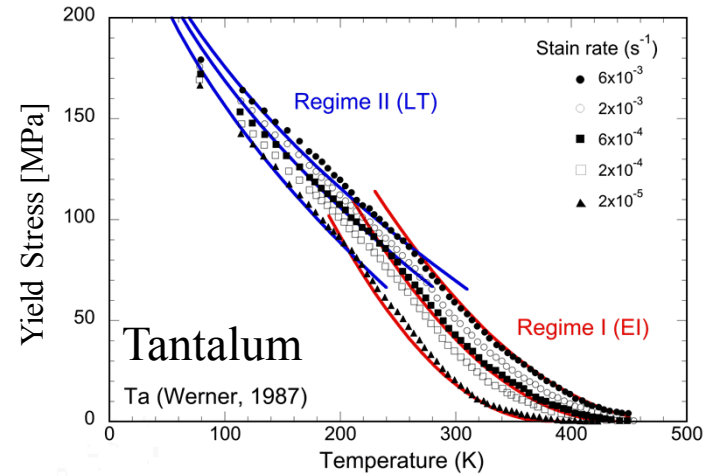 200
150
100
50
0
0
100
200
300
400
500
Yield Stress [MPa]
Temperature (K)
Stain rate (s⁻¹)
6x10⁻³
2x10⁻³
6x10⁻⁴
2x10⁻⁴
2x10⁻⁵
Regime II (LT)
Regime I (EI)
Tantalum
Ta (Werner, 1987)